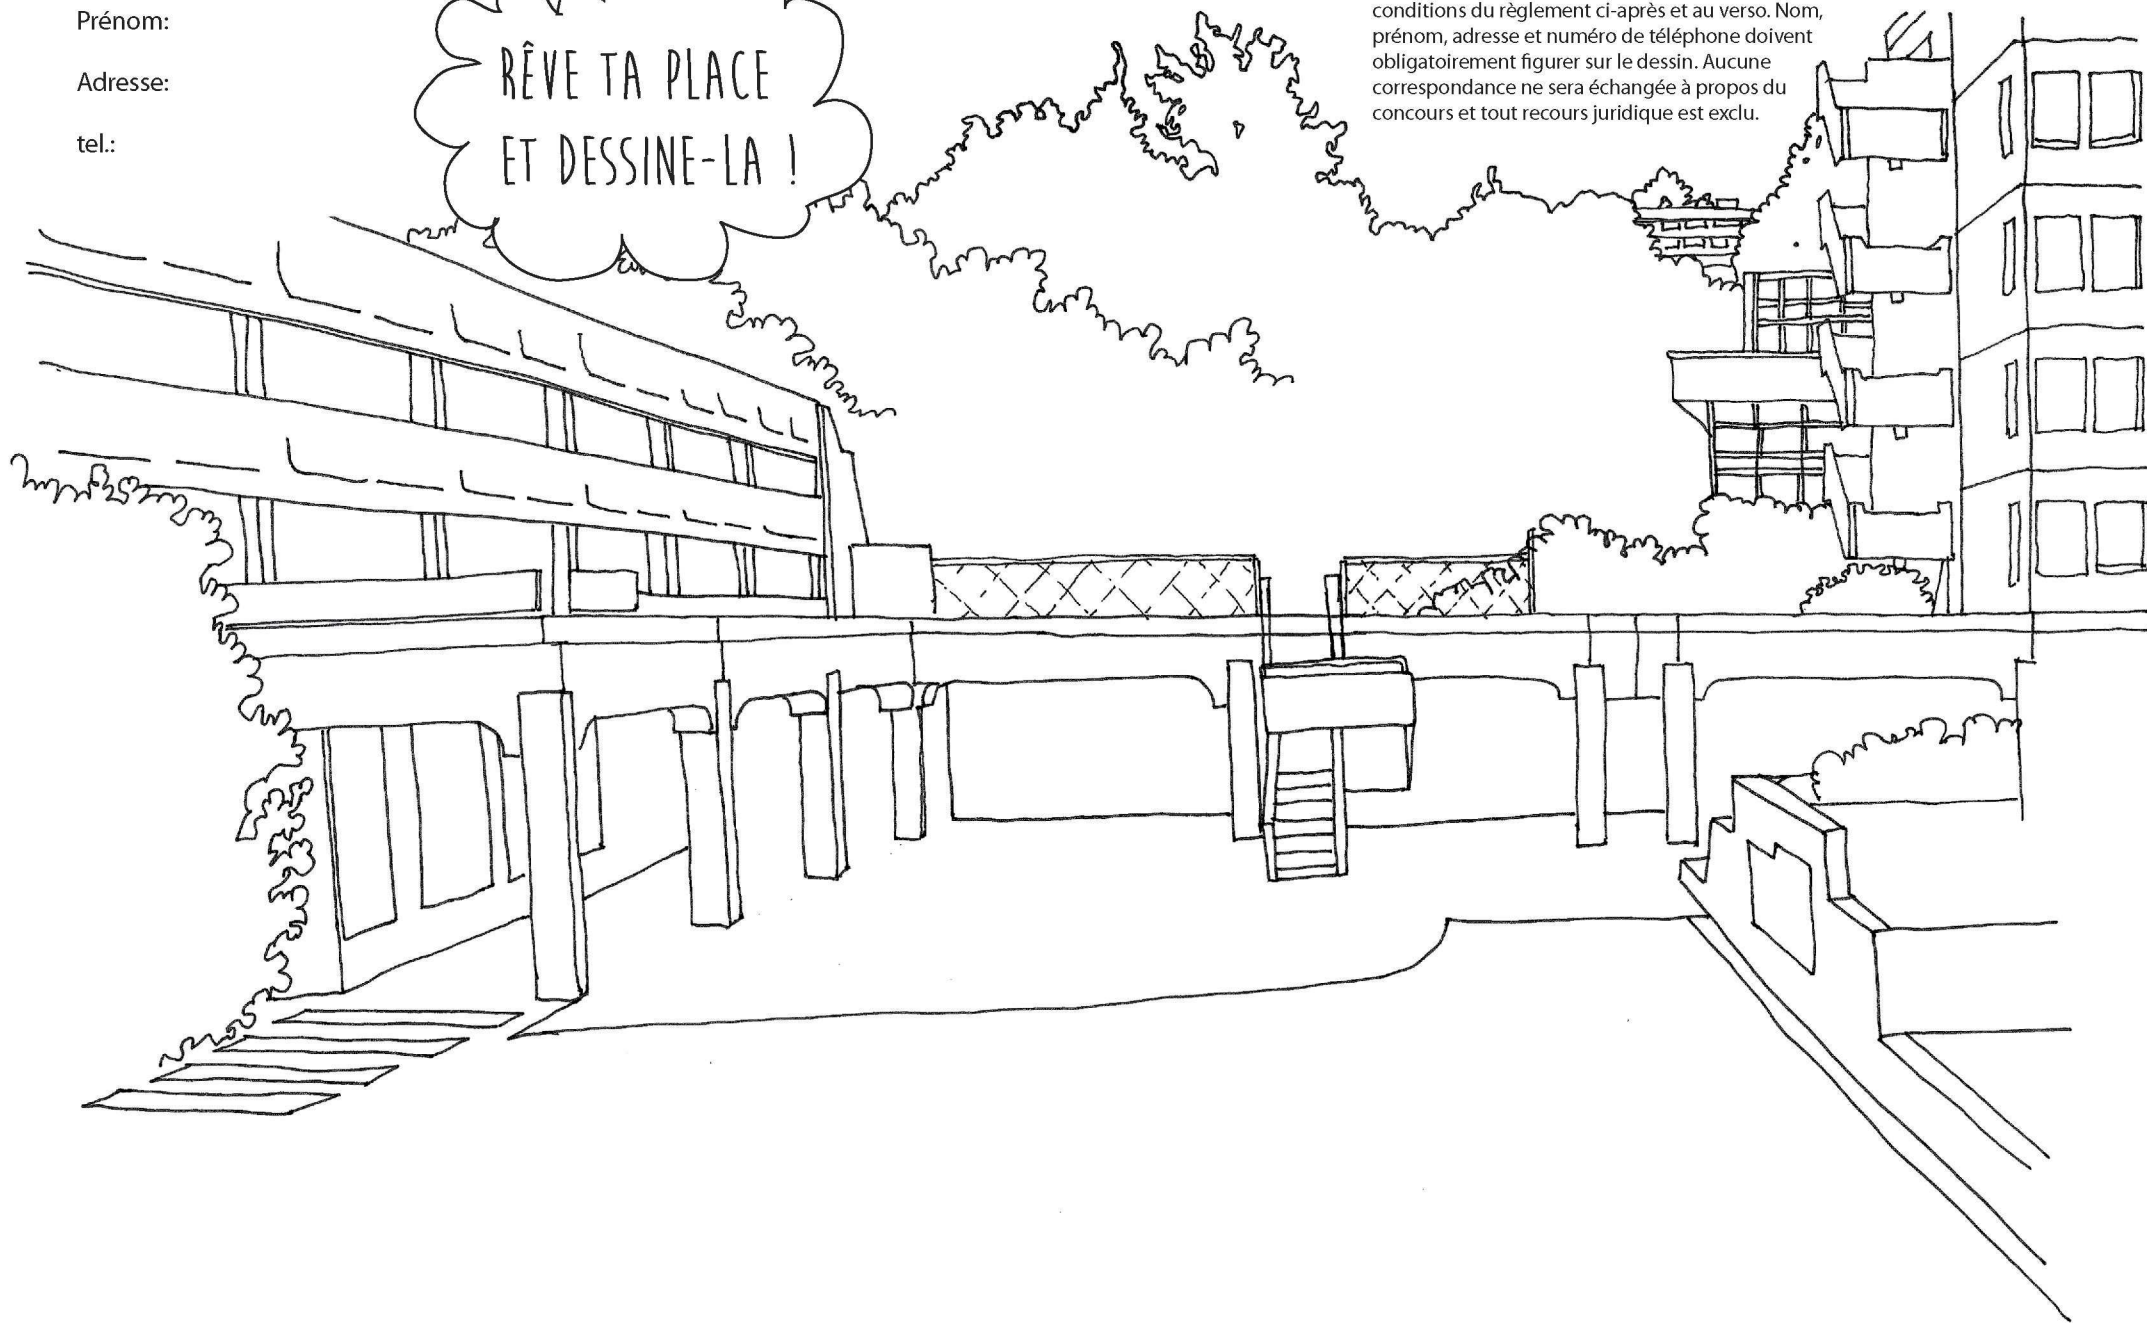 Prénom:
Adresse:
tel.:
RÊVE TA PLACE
ET DESSINE-LA !
conditions du règlement ci-après et au verso. Nom,
prénom, adresse et numéro de téléphone doivent
obligatoirement figurer sur le dessin. Aucune
correspondance ne sera échangée à propos du
concours et tout recours juridique est exclu.